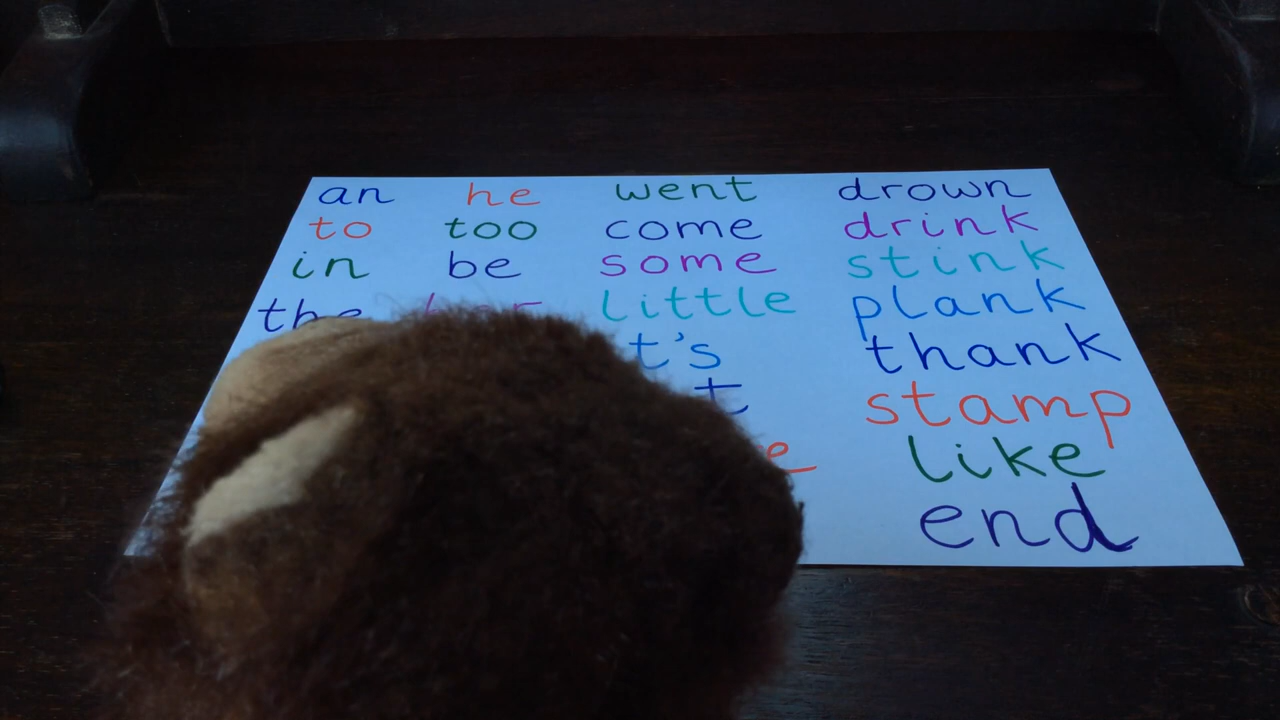 an he went drown
to too come drink
in be some stink
the her little plank
t's thank
t stamp
e like
end